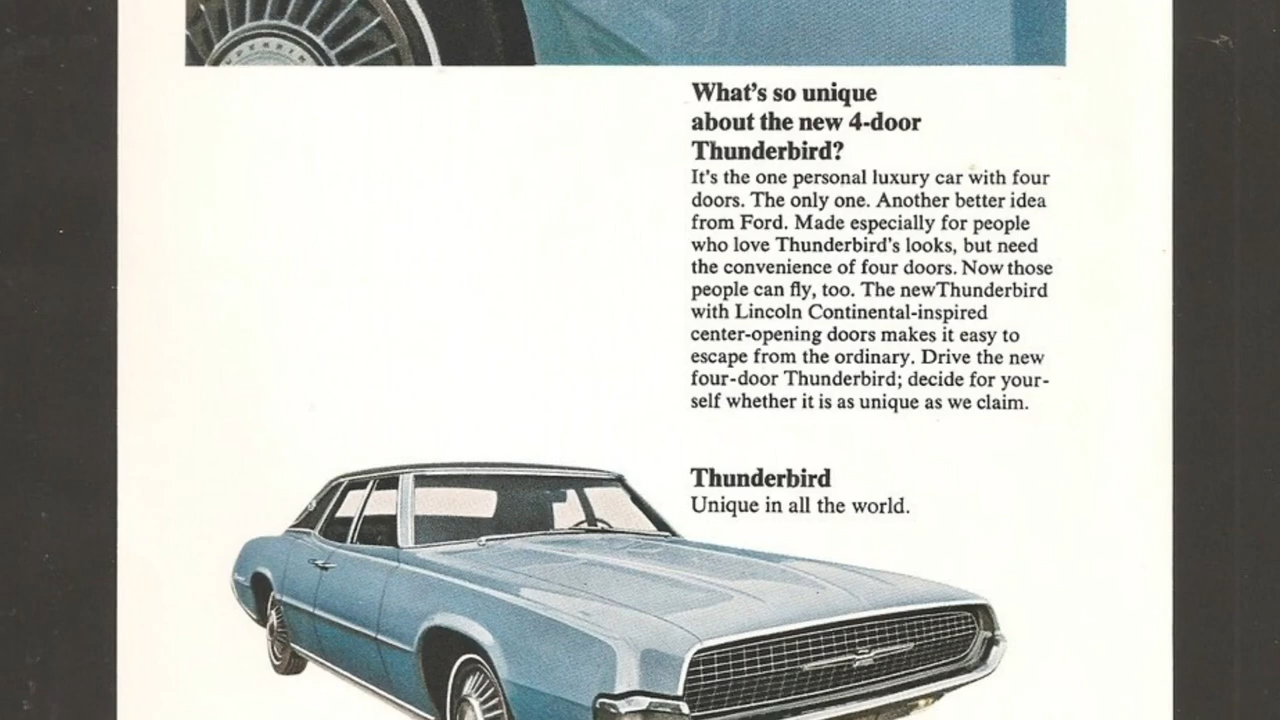 What's so unique
about the new 4-door
Thunderbird?
It's the one personal luxury car with four
doors. The only one. Another better idea
from Ford. Made especially for people
who love Thunderbird's looks, but need
the convenience of four doors. Now those
people can fly, too. The newThunderbird
with Lincoln Continental-inspired
center-opening doors makes it easy to
escape from the ordinary. Drive the new
four-door Thunderbird; decide for your-
self whether it is as unique as we claim.
Thunderbird
Unique in all the world.